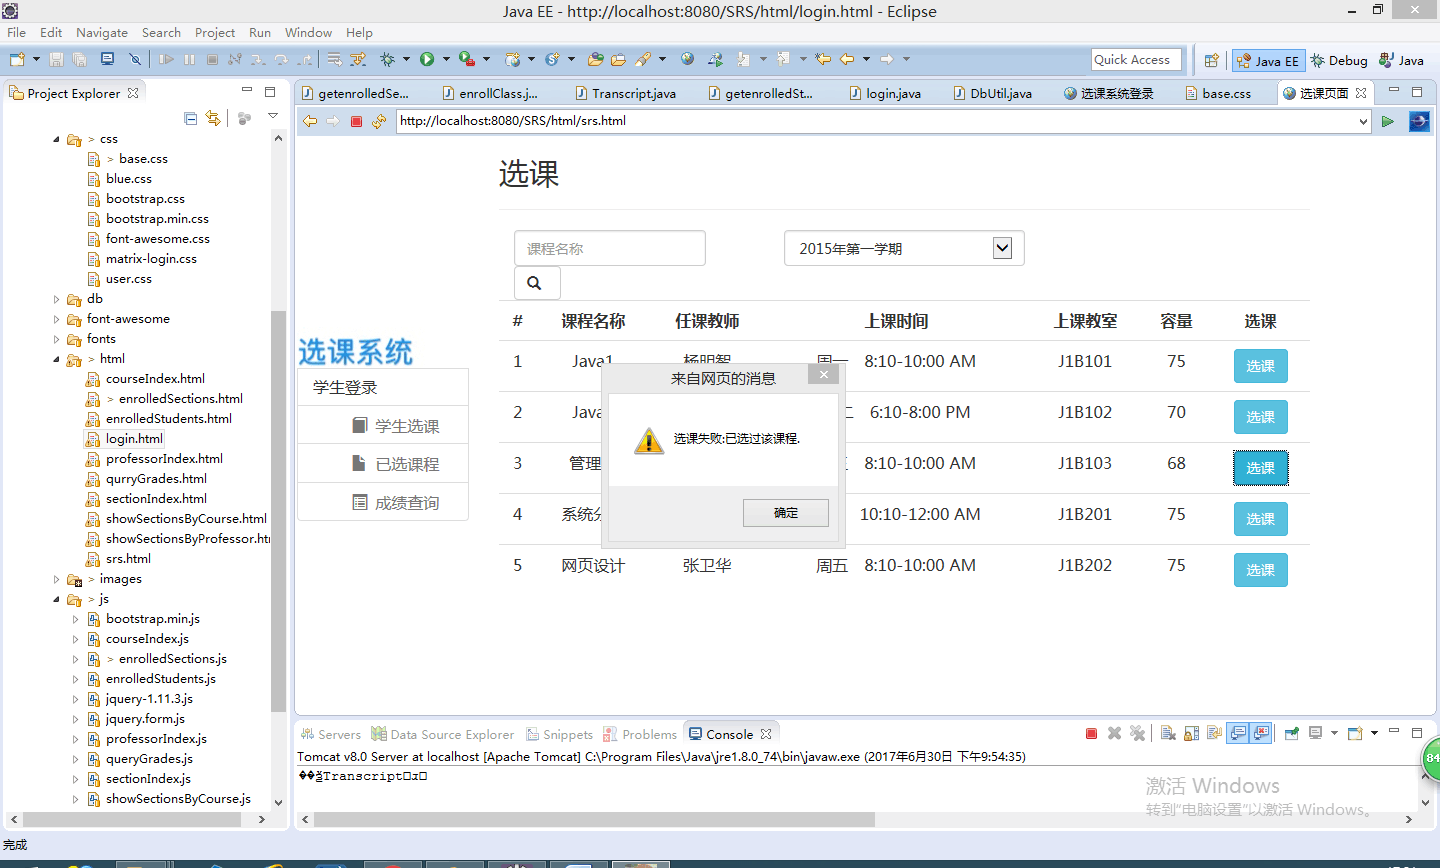 Java EE - http://localhost:8080/SRS/html/login.html - Eclipse
File Edit Navigate Search Project Run Window Help
Quick Access Java EE Debug Java
Project Explorer
getenrolledSe... enrollClass.j... Transcript.java getenrolledSt... login.java DbUtil.java 选课系统登录 base.css 选课页面
http://localhost:8080/SRS/html/srs.html
> css
> base.css
blue.css
bootstrap.css
bootstrap.min.css
font-awesome.css
matrix-login.css
user.css
db
font-awesome
fonts
> html
courseIndex.html
> enrolledSections.html
enrolledStudents.html
login.html
professorIndex.html
qurryGrades.html
sectionIndex.html
showSectionsByCourse.html
showSectionsByProfessor.htr
srs.html
> images
> js
bootstrap.min.js
courseIndex.js
> enrolledSections.js
enrolledStudents.js
jquery-1.11.3.js
jquery.form.js
professorIndex.js
queryGrades.js
sectionIndex.js
showSectionsByCourse.js
选课
课程名称 2015年第一学期
选课系统
学生登录
学生选课
已选课程
成绩查询
# 课程名称 任课教师 上课时间 上课教室 容量 选课
1 Java1 杨明智 周一 8:10-10:00 AM J1B101 75 选课
2 Java 二 6:10-8:00 PM J1B102 70 选课
3 管理 8:10-10:00 AM J1B103 68 选课
4 系统分 10:10-12:00 AM J1B201 75 选课
5 网页设计 张卫华 周五 8:10-10:00 AM J1B202 75 选课
来自网页的消息
选课失败:已选过该课程.
确定
Servers Data Source Explorer Snippets Problems Console
Tomcat v8.0 Server at localhost [Apache Tomcat] C:\Program Files\Java\jre1.8.0_74\bin\javaw.exe (2017年6月30日 下午9:54:35)
Transcript
84
激活 Windows
转到"电脑设置"以激活 Windows。
完成